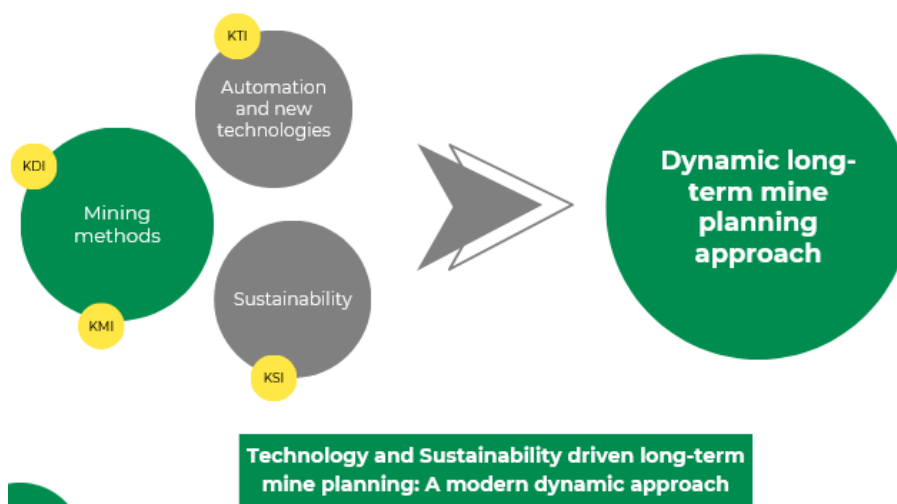 KTI
Automation
and new
technologies
KDI
Mining
methods
KMI
Sustainability
KSI
Dynamic long-
term mine
planning
approach
Technology and Sustainability driven long-term
mine planning: A modern dynamic approach